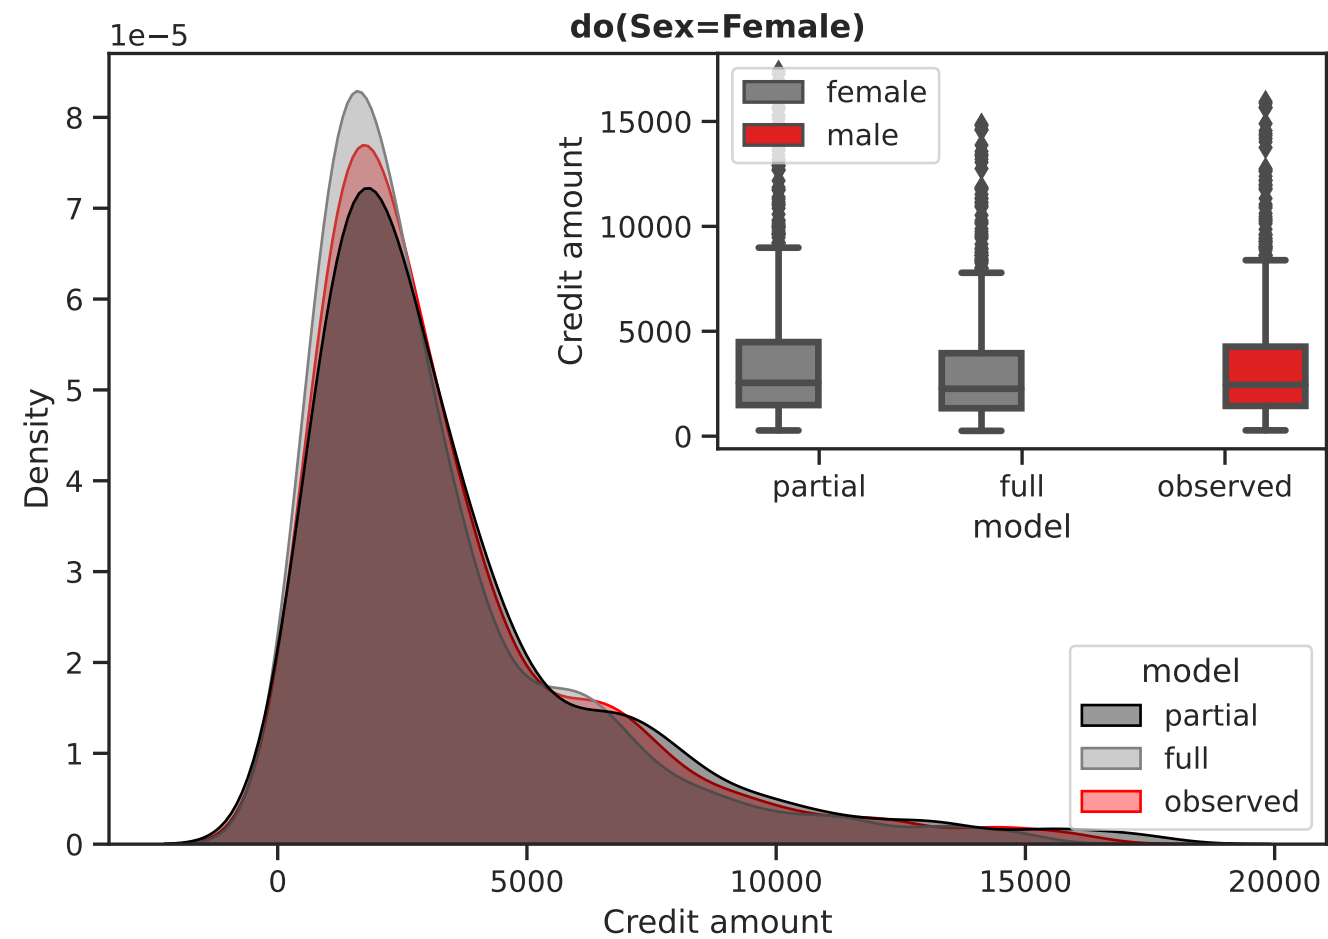 do(Sex=Female)
1e−5
8
7
6
5
4
3
2
1
0
Density
0
5000
10000
15000
20000
Credit amount
15000
10000
5000
0
Credit amount
female
male
partial
full
observed
model
model
partial
full
observed